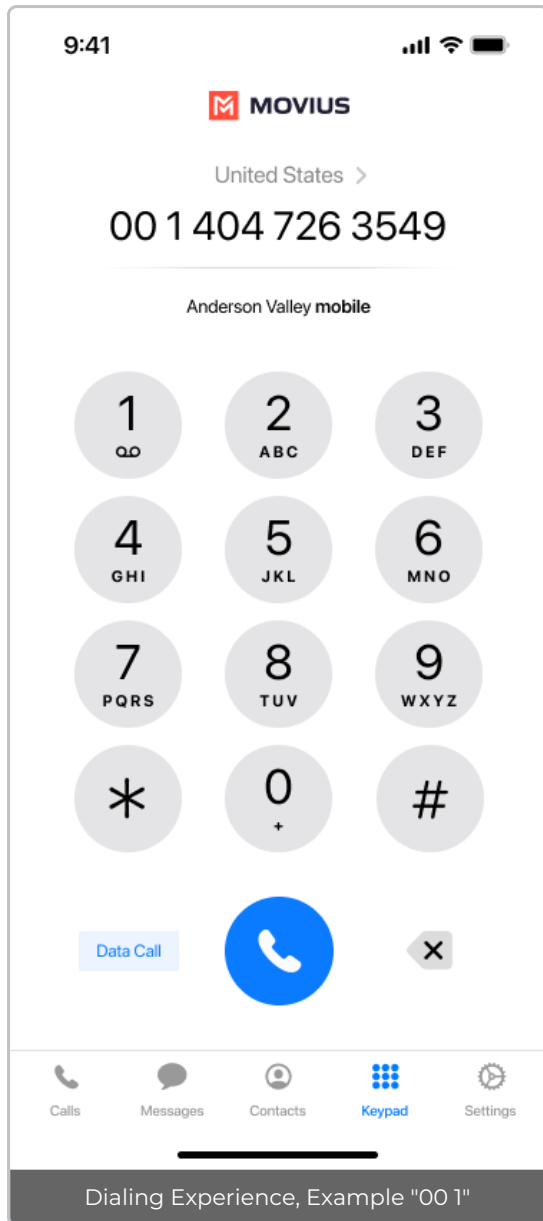 9:41
MOVIUS
United States >
00 1 404 726 3549
Anderson Valley mobile
1 2 3
ABC DEF
4 5 6
GHI JKL MNO
7 8 9
PQRS TUV WXYZ
* 0 #
+
Data Call
Calls Messages Contacts Keypad Settings
Dialing Experience, Example "00 1"